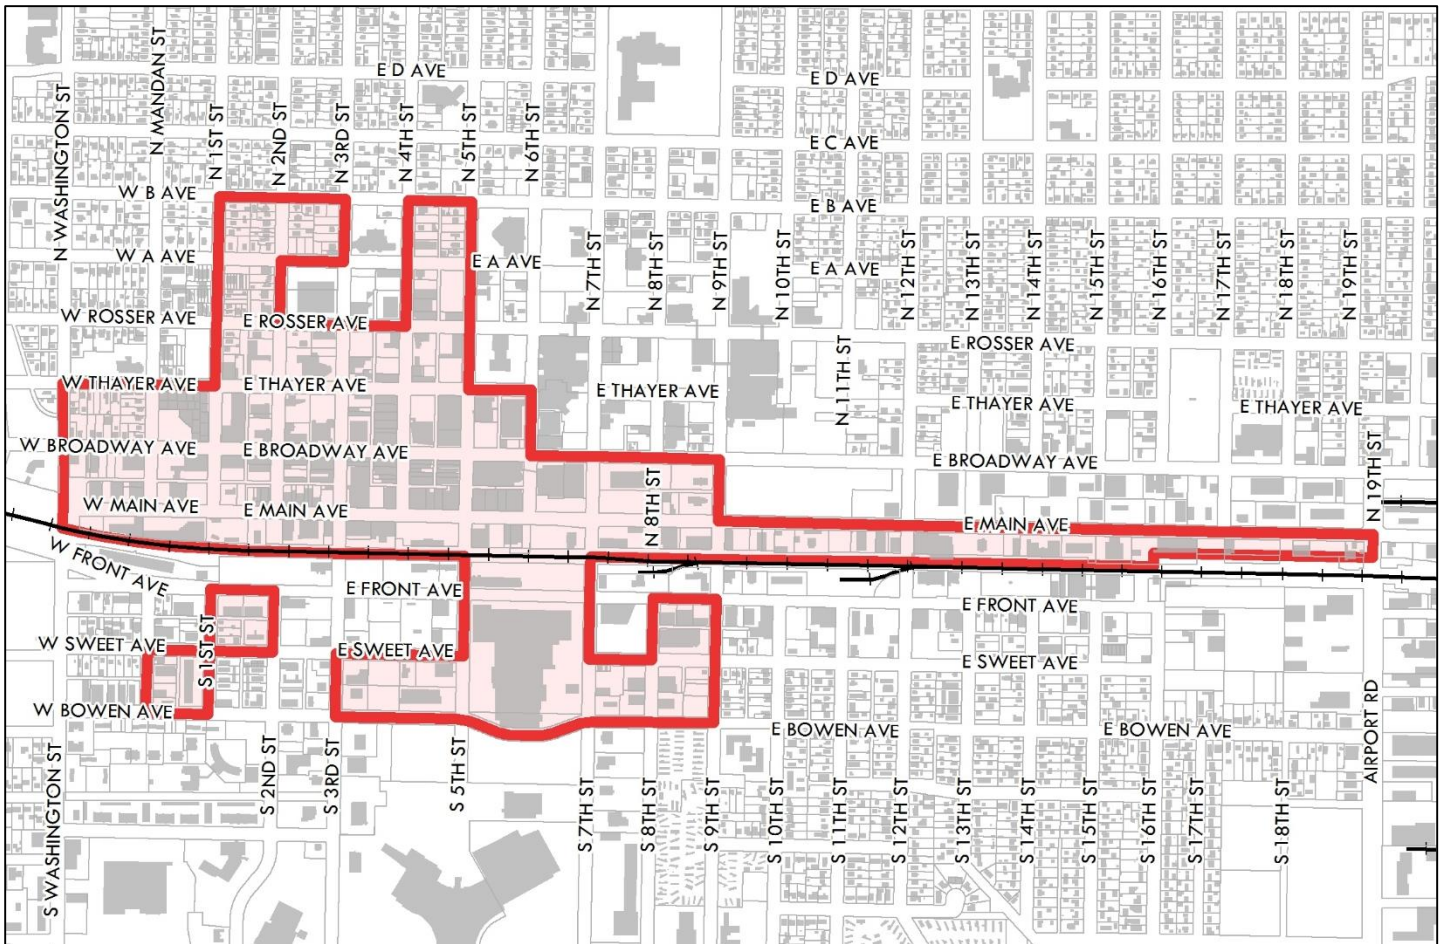 E D AVE
E D AVE
N WASHINGTON ST
N MANDAN ST
N 1ST ST
N 2ND ST
N 3RD ST
N 4TH ST
N 5TH ST
N 6TH ST
E C AVE
W B AVE
E B AVE
W A AVE
E A AVE
E A AVE
N 7TH ST
N 8TH ST
N 9TH ST
N 10TH ST
N 12TH ST
N 13TH ST
N 14TH ST
N 15TH ST
N 16TH ST
N 17TH ST
N 18TH ST
N 19TH ST
W ROSSER AVE
E ROSSER AVE
E ROSSER AVE
N 11TH ST
W THAYER AVE
E THAYER AVE
E THAYER AVE
E THAYER AVE
E THAYER AVE
W BROADWAY AVE
E BROADWAY AVE
E BROADWAY AVE
N 8TH ST
N 19TH ST
W MAIN AVE
E MAIN AVE
E MAIN AVE
W FRONT AVE
E FRONT AVE
E FRONT AVE
W SWEET AVE
S 1ST ST
E SWEET AVE
E SWEET AVE
W BOWEN AVE
E BOWEN AVE
E BOWEN AVE
AIRPORT RD
S WASHINGTON ST
S 2ND ST
S 3RD ST
S 5TH ST
S 7TH ST
S 8TH ST
S 9TH ST
S 10TH ST
S 11TH ST
S 12TH ST
S 13TH ST
S 14TH ST
S 15TH ST
S 16TH ST
S 17TH ST
S 18TH ST